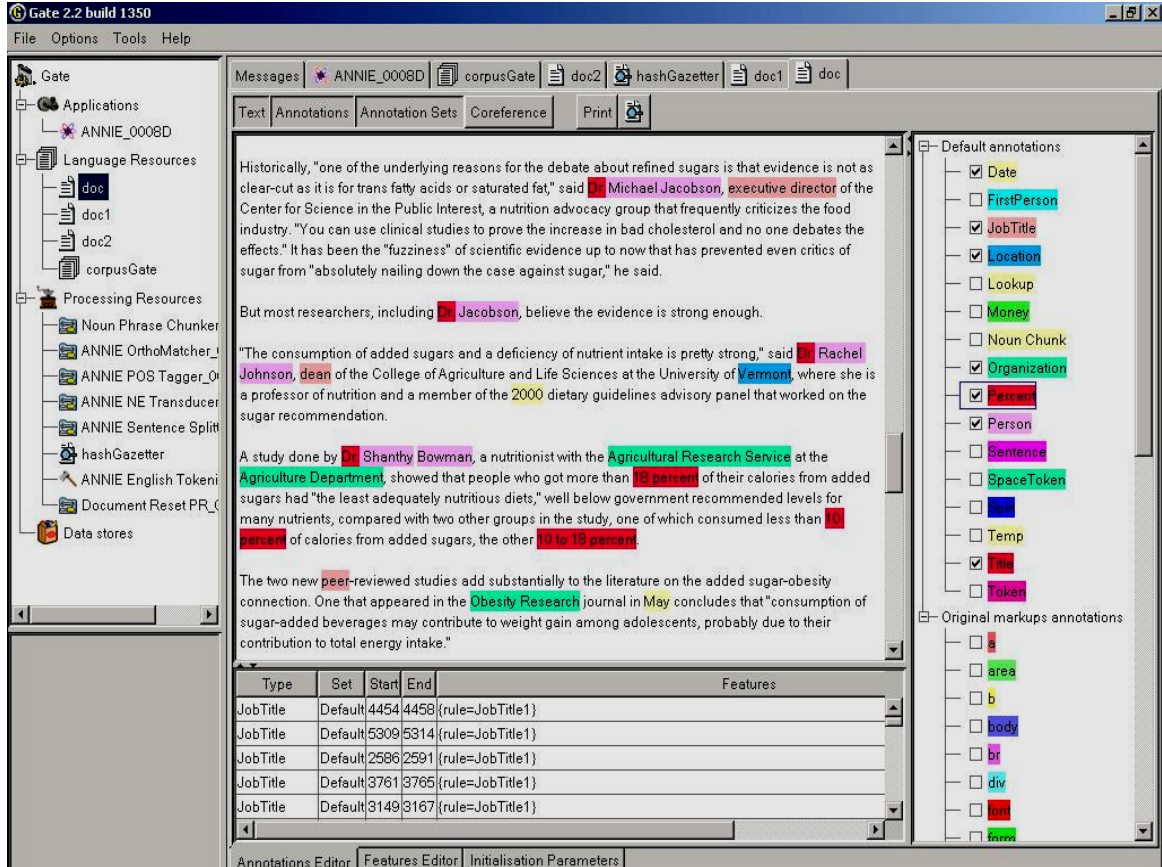 Gate 2.2 build 1350
File Options Tools Help
Gate
Applications
ANNIE_0008D
Language Resources
doc
doc1
doc2
corpusGate
Processing Resources
Noun Phrase Chunker
ANNIE OrthoMatcher_
ANNIE POS Tagger_0
ANNIE NE Transducer
ANNIE Sentence Split
hashGazetter
ANNIE English Tokeni
Document Reset PR_
Data stores
Messages ANNIE_0008D corpusGate doc2 hashGazetter doc1 doc
Text Annotations Annotation Sets Coreference Print
Historically, "one of the underlying reasons for the debate about refined sugars is that evidence is not as
clear-cut as it is for trans fatty acids or saturated fat," said Dr. Michael Jacobson, executive director of the
Center for Science in the Public Interest, a nutrition advocacy group that frequently criticizes the food
industry. "You can use clinical studies to prove the increase in bad cholesterol and no one debates the
effects." It has been the "fuzziness" of scientific evidence up to now that has prevented even critics of
sugar from "absolutely nailing down the case against sugar," he said.
But most researchers, including Dr. Jacobson, believe the evidence is strong enough.
"The consumption of added sugars and a deficiency of nutrient intake is pretty strong," said Dr. Rachel
Johnson, dean of the College of Agriculture and Life Sciences at the University of Vermont, where she is
a professor of nutrition and a member of the 2000 dietary guidelines advisory panel that worked on the
sugar recommendation.
A study done by Dr. Shanthy Bowman, a nutritionist with the Agricultural Research Service at the
Agriculture Department, showed that people who got more than 18 percent of their calories from added
sugars had "the least adequately nutritious diets," well below government recommended levels for
many nutrients, compared with two other groups in the study, one of which consumed less than 10
percent of calories from added sugars, the other 10 to 18 percent.
The two new peer-reviewed studies add substantially to the literature on the added sugar-obesity
connection. One that appeared in the Obesity Research journal in May concludes that "consumption of
sugar-added beverages may contribute to weight gain among adolescents, probably due to their
contribution to total energy intake."
Type Set Start End Features
JobTitle Default 4454 4458 {rule=JobTitle1}
JobTitle Default 5309 5314 {rule=JobTitle1}
JobTitle Default 2586 2591 {rule=JobTitle1}
JobTitle Default 3761 3765 {rule=JobTitle1}
JobTitle Default 3149 3167 {rule=JobTitle1}
Annotations Editor Features Editor Initialisation Parameters
Default annotations
Date
FirstPerson
JobTitle
Location
Lookup
Money
Noun Chunk
Organization
Percent
Person
Sentence
SpaceToken
Split
Temp
Title
Token
Original markups annotations
a
area
b
body
br
div
font
form